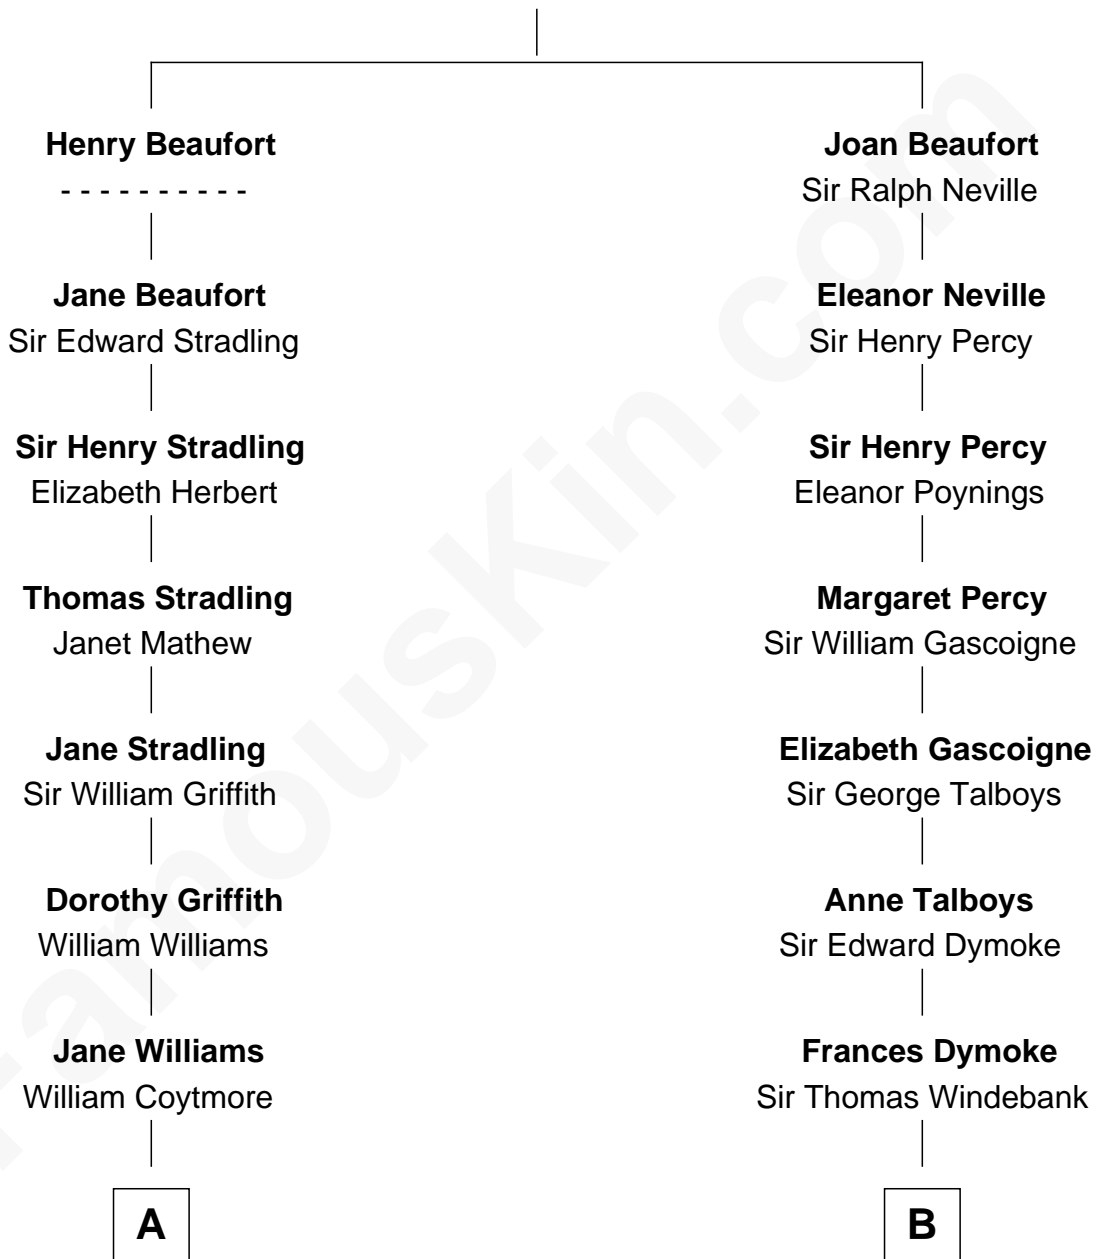 Henry Beaufort
- - - - - - - - - -
Jane Beaufort
Sir Edward Stradling
Sir Henry Stradling
Elizabeth Herbert
Thomas Stradling
Janet Mathew
Jane Stradling
Sir William Griffith
Dorothy Griffith
William Williams
Jane Williams
William Coytmore
A
Joan Beaufort
Sir Ralph Neville
Eleanor Neville
Sir Henry Percy
Sir Henry Percy
Eleanor Poynings
Margaret Percy
Sir William Gascoigne
Elizabeth Gascoigne
Sir George Talboys
Anne Talboys
Sir Edward Dymoke
Frances Dymoke
Sir Thomas Windebank
B
FamousKin.com